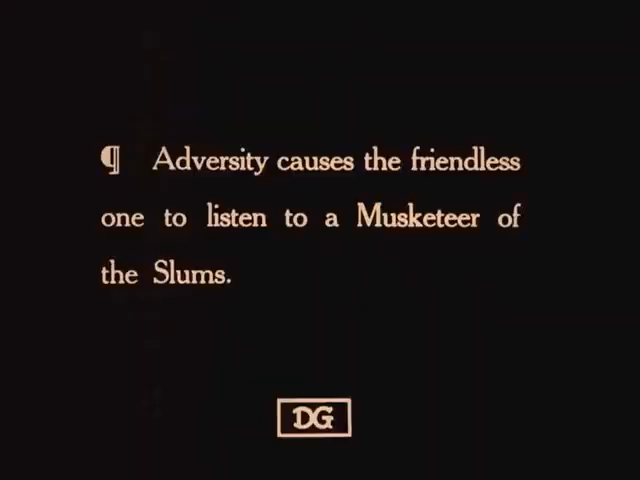 ¶ Adversity causes the friendless
one to listen to a Musketeer of
the Slums.
DG